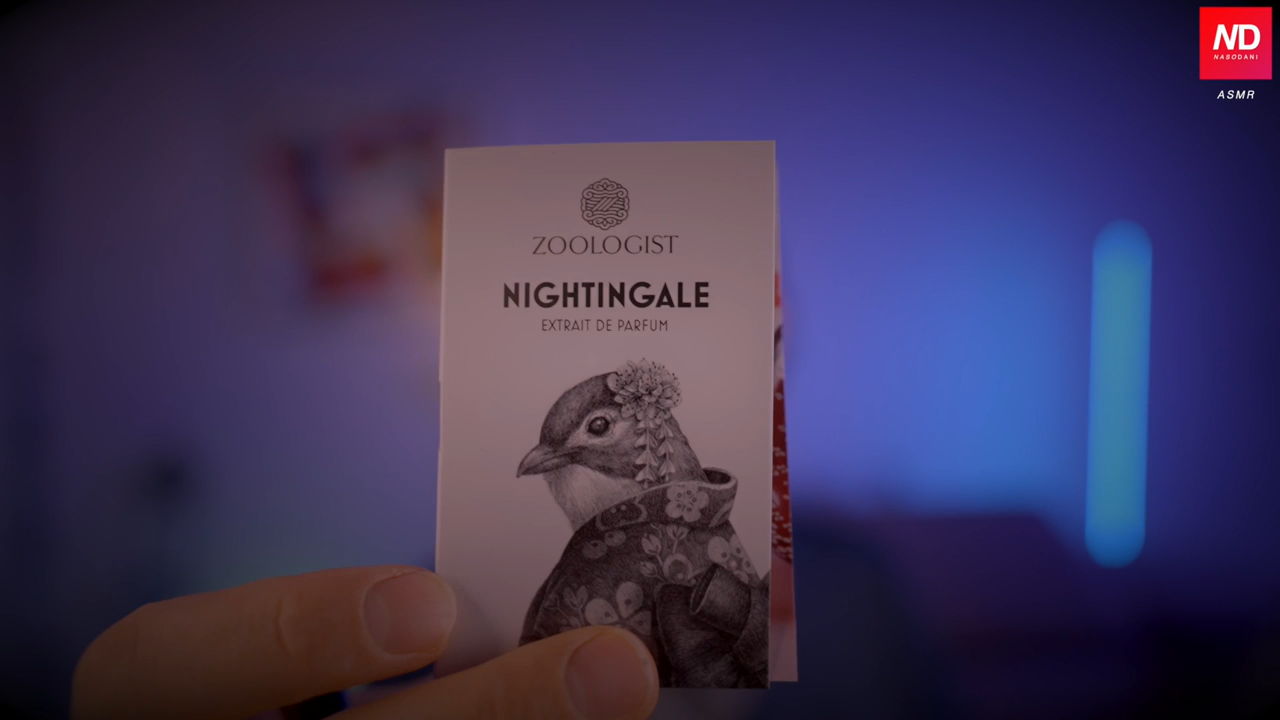 ND
NASODANI
ASMR
ZOOLOGIST
NIGHTINGALE
EXTRAIT DE PARFUM